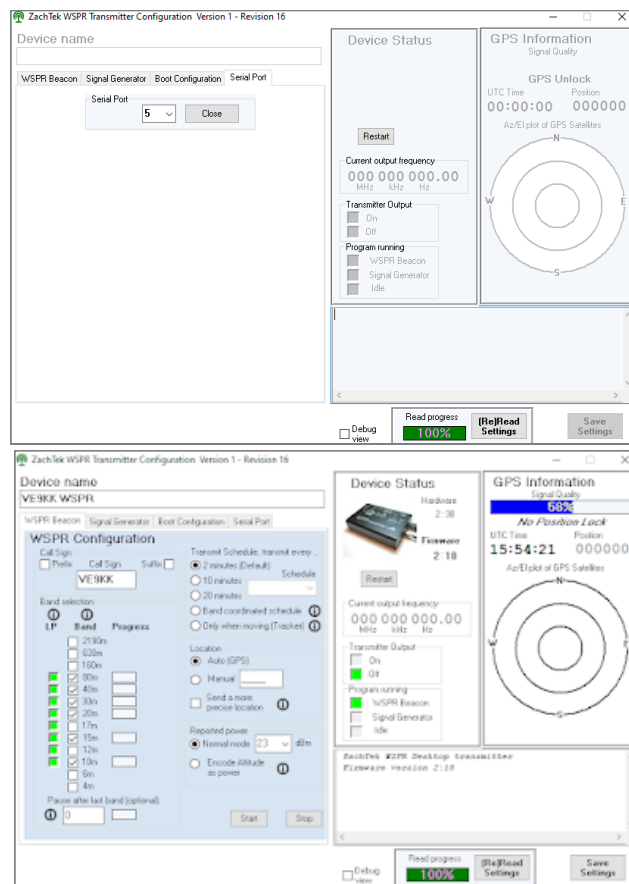 ZachTek WSPR Transmitter Configuration Version 1 - Revision 16
Device name
WSPR Beacon Signal Generator Boot Configuration Serial Port
Serial Port
5 Close
Device Status
Restart
Current output frequency
000 000 000.00
MHz kHz Hz
Transmitter Output
On
Off
Program running
WSPR Beacon
Signal Generator
Idle
GPS Information
Signal Quality
GPS Unlock
UTC Time Position
00:00:00 000000
Az/El plot of GPS Satellites
N
W E
S
Debug view
Read progress
100%
(Re)Read Settings
Save Settings
ZachTek WSPR Transmitter Configuration Version 1 - Revision 16
Device name
VE9KK WSPR
WSPR Beacon Signal Generator Boot Configuration Serial Port
WSPR Configuration
Call Sign
Prefix Call Sign Suffix
VE9KK
Band selection
LP Band Progress
2190m
630m
160m
80m
40m
30m
20m
17m
15m
12m
10m
6m
4m
Pause after last band (optional).
0
Transmit Schedule, transmit evey ...
2 minutes (Default)
10 minutes Schedule
20 minutes
Band coordinated schedule
Only when moving (Tracker)
Location
Auto (GPS)
Manual
Send a more precise location
Reported power
Normal mode 23 dBm
Encode Altitude as power
Start Stop
Device Status
Hardware
2:38
Firmware
2:18
Restart
Current output frequency
000 000 000.00
MHz kHz Hz
Transmitter Output
On
Off
Program running
WSPR Beacon
Signal Generator
Idle
GPS Information
Signal Quality
58%
No Position Lock
UTC Time Position
15:54:21 000000
Az/El plot of GPS Satellites
N
W E
S
ZachTek WSPR Desktop transmitter
Firmware version 2:18
Debug view
Read progress
100%
(Re)Read Settings
Save Settings